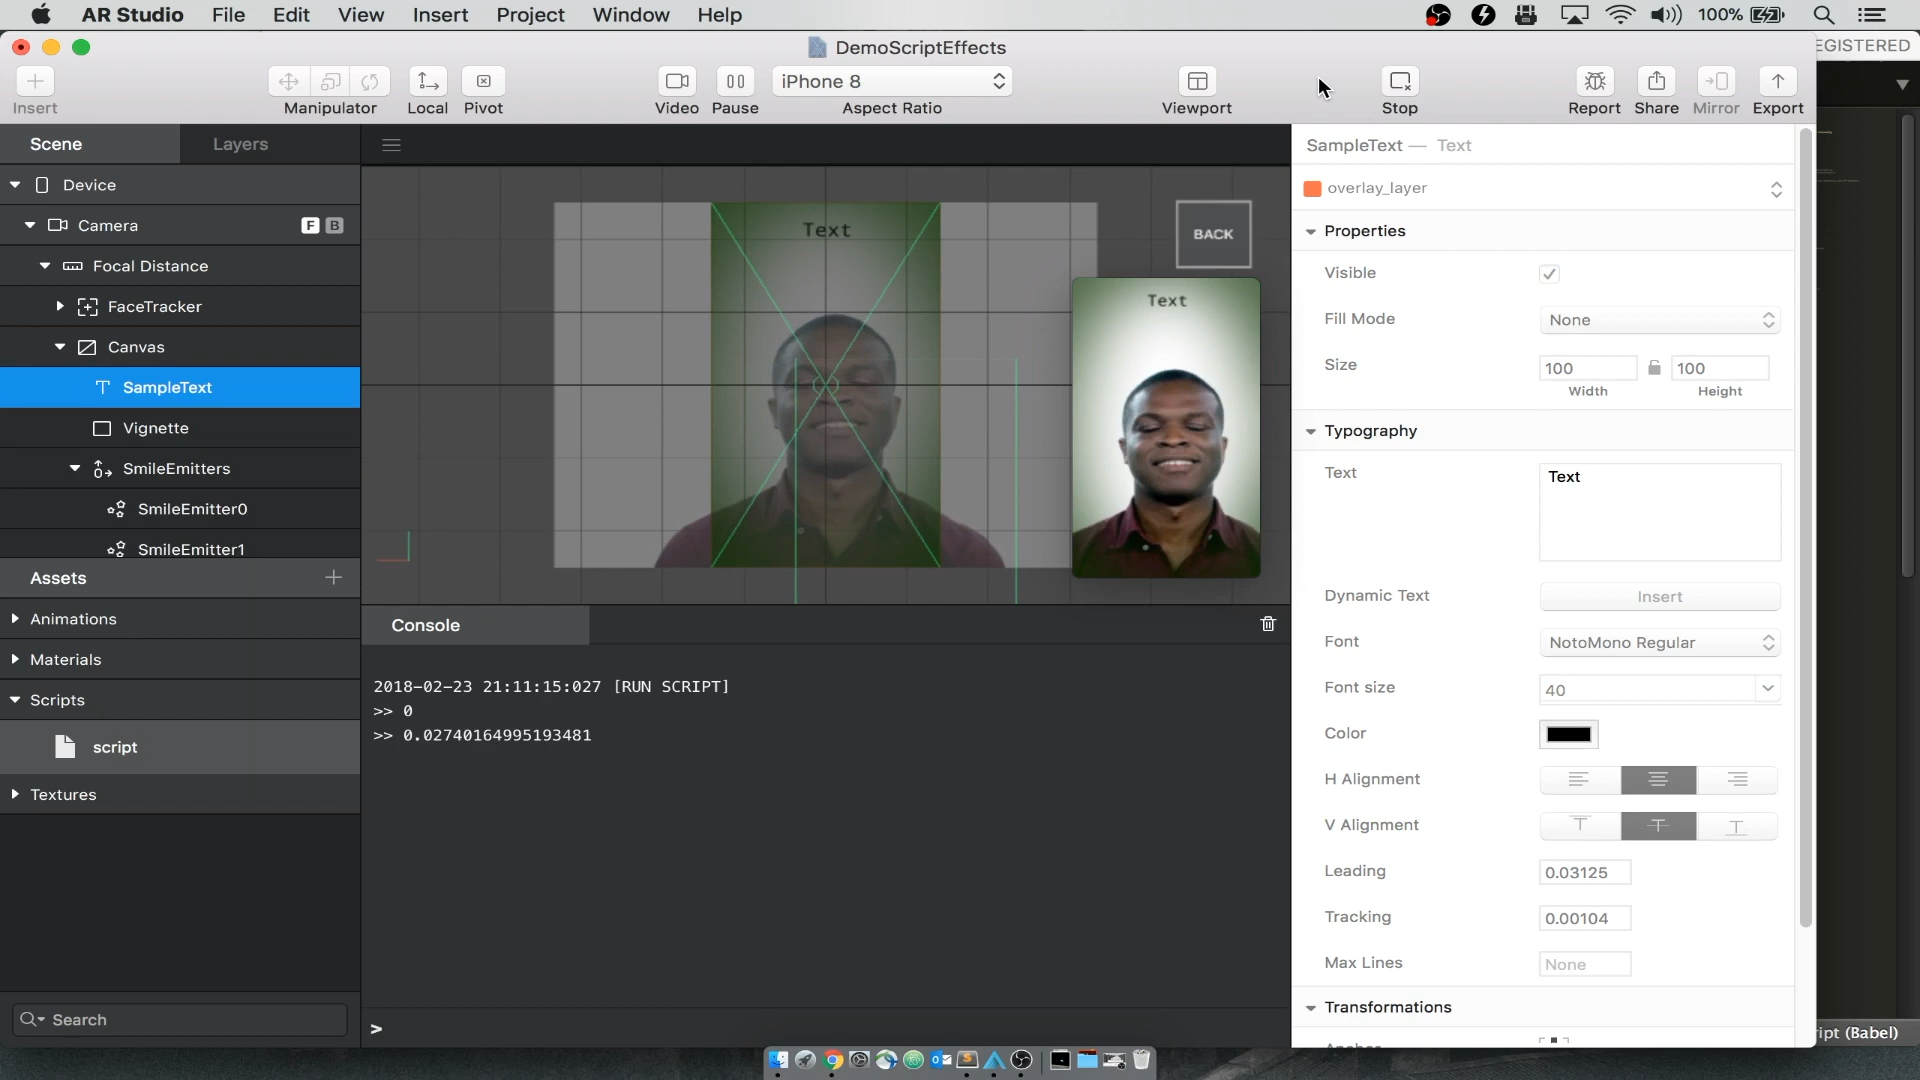 AR Studio File Edit View Insert Project Window Help 100%
DemoScriptEffects
EGISTERED
iPhone 8
Insert Manipulator Local Pivot Video Pause Aspect Ratio Viewport Stop Report Share Mirror Export
Scene Layers
Device
Camera F B
Focal Distance
FaceTracker
Canvas
SampleText
Vignette
SmileEmitters
SmileEmitter0
SmileEmitter1
Assets
Animations
Materials
Scripts
script
Textures
Search
Text
BACK
Text
Console
2018-02-23 21:11:15:027 [RUN SCRIPT]
>> 0
>> 0.02740164995193481
>
SampleText — Text
overlay_layer
Properties
Visible
Fill Mode None
Size 100 100
Width Height
Typography
Text Text
Dynamic Text Insert
Font NotoMono Regular
Font size 40
Color
H Alignment
V Alignment
Leading 0.03125
Tracking 0.00104
Max Lines None
Transformations
ipt (Babel)